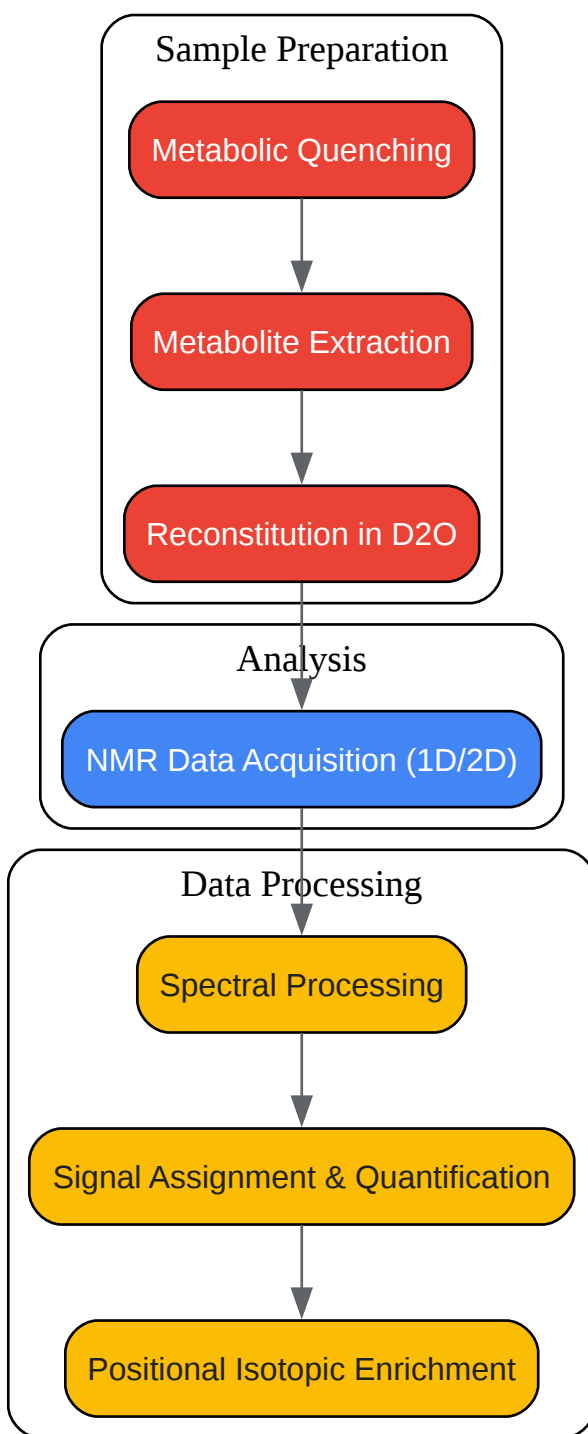 Sample Preparation
Metabolic Quenching
Metabolite Extraction
Reconstitution in D2O
Analysis
NMR Data Acquisition (1D/2D)
Data Processing
Spectral Processing
Signal Assignment & Quantification
Positional Isotopic Enrichment